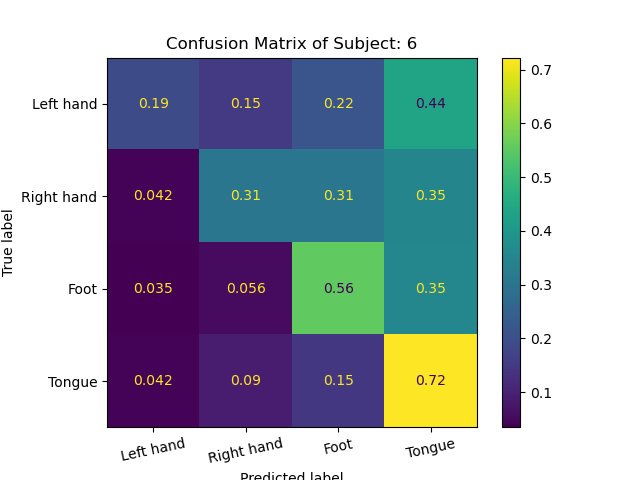 Confusion Matrix of Subject: 6
True label
Left hand 0.19 0.15 0.22 0.44
Right hand 0.042 0.31 0.31 0.35
Foot 0.035 0.056 0.56 0.35
Tongue 0.042 0.09 0.15 0.72
Left hand Right hand Foot Tongue
Predicted label
0.7
0.6
0.5
0.4
0.3
0.2
0.1